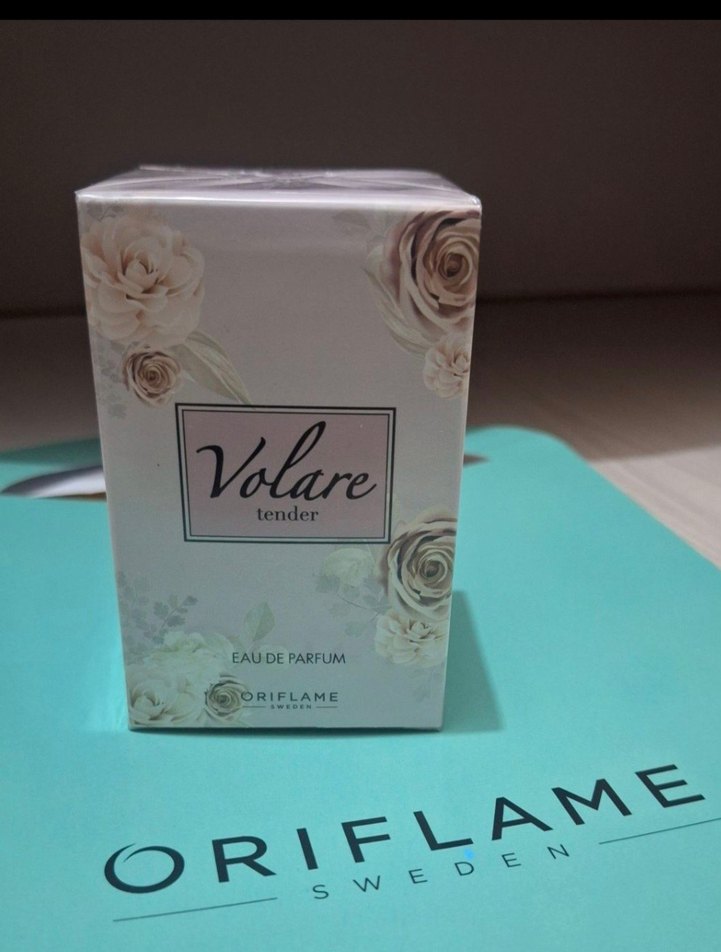 Volare
tender
EAU DE PARFUM
ORIFLAME
SWEDEN
ORIFLAME
SWEDEN